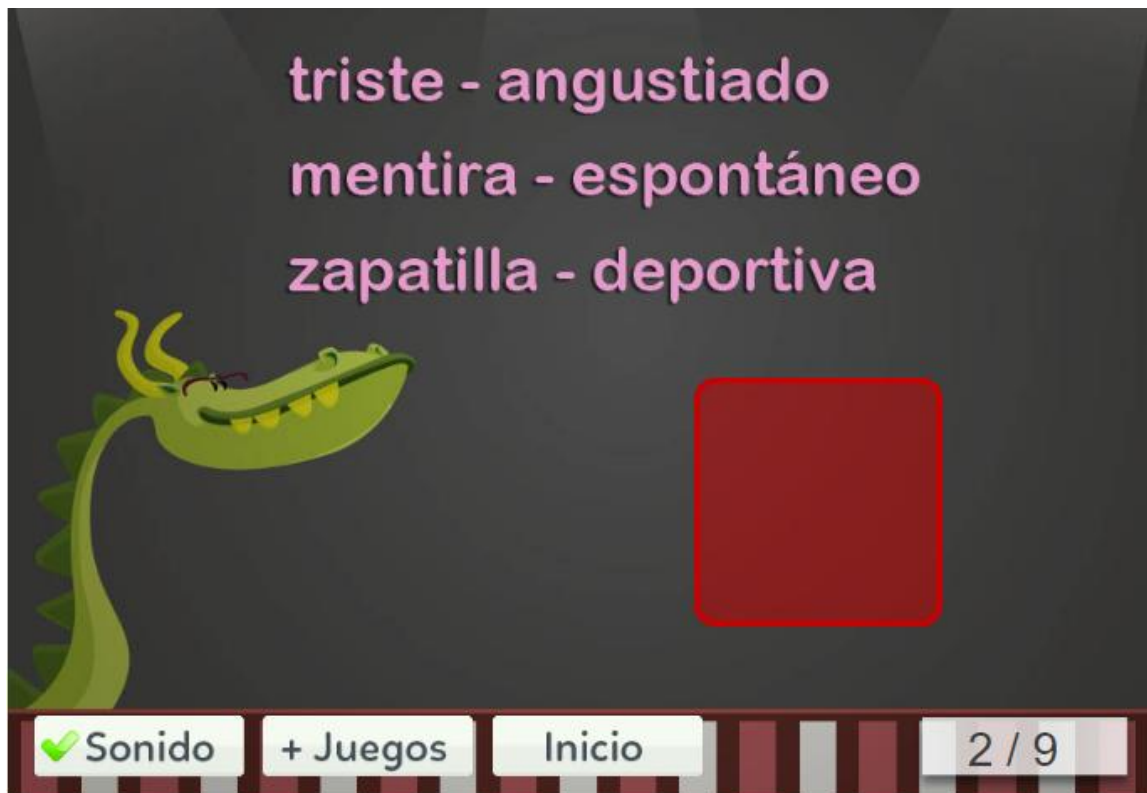 triste - angustiado
mentira - espontáneo
zapatilla - deportiva
Sonido
+ Juegos
Inicio
2 / 9